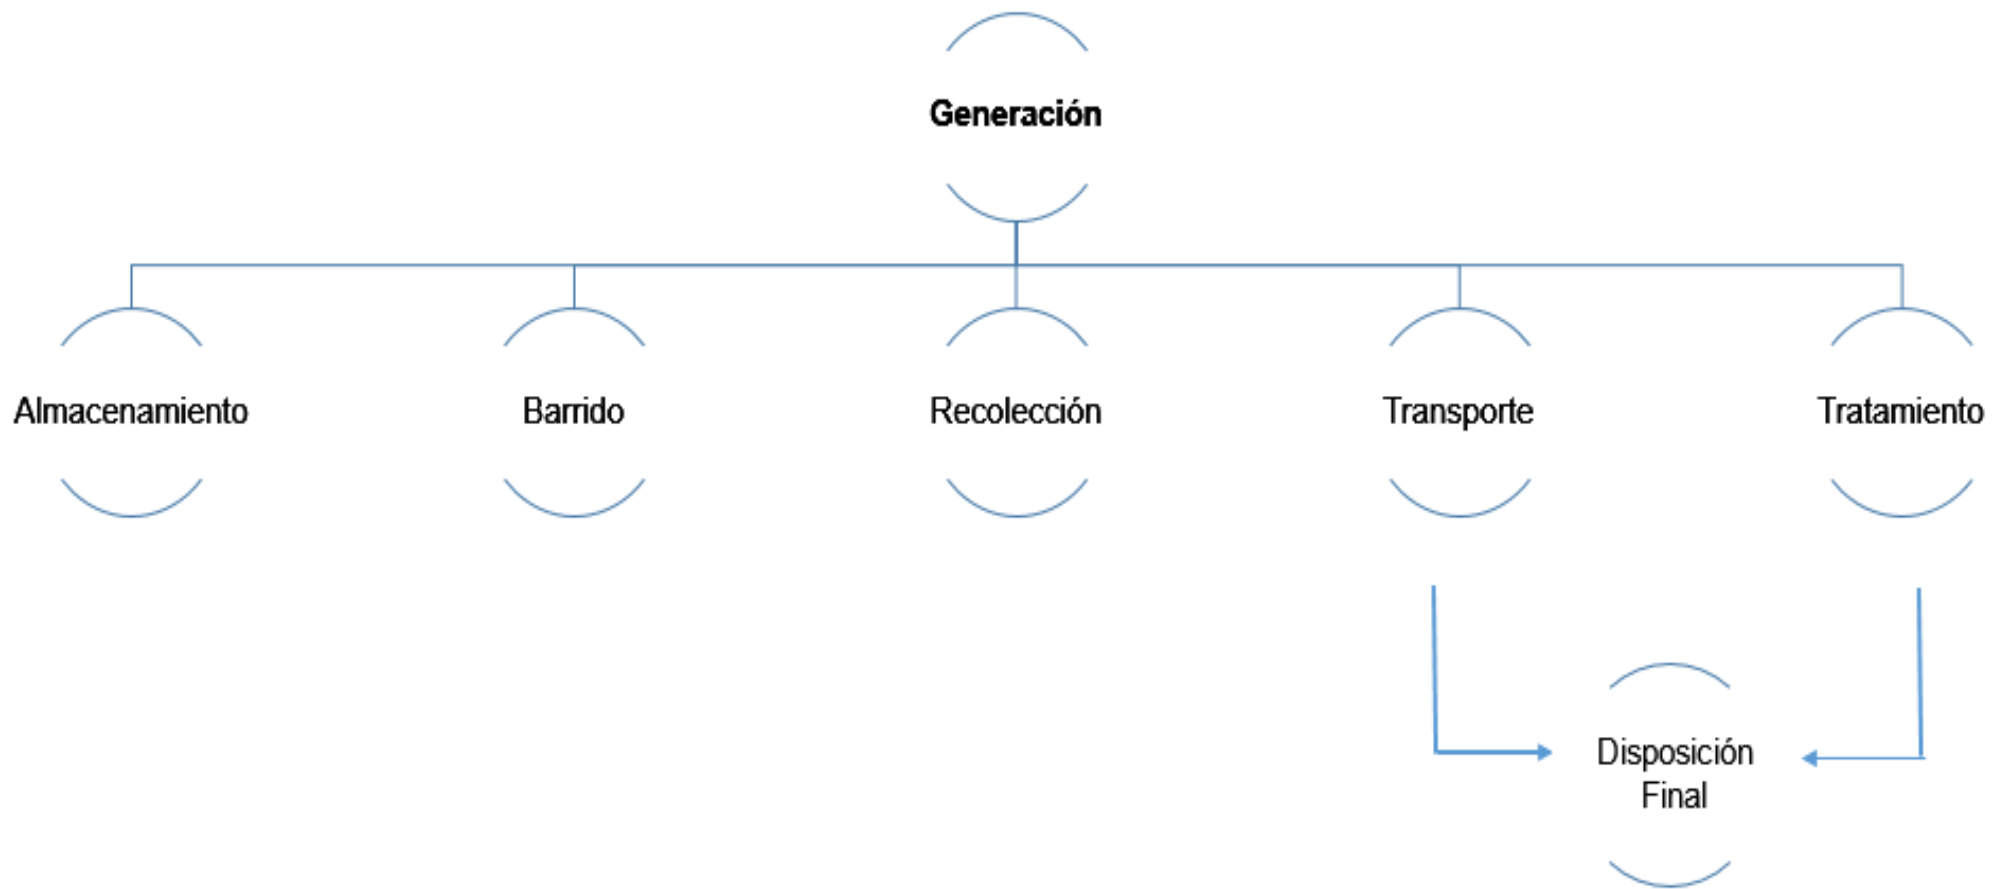 Generación
Almacenamiento
Barrido
Recolección
Transporte
Tratamiento
Disposición
Final